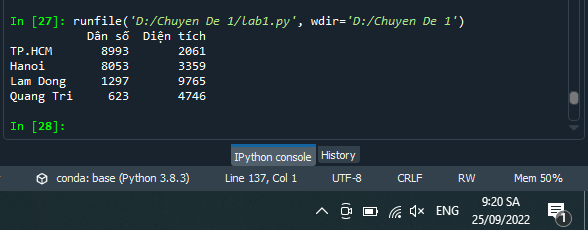 In [27]: runfile('D:/Chuyen De 1/lab1.py', wdir='D:/Chuyen De 1')
Dân số Diện tích
TP.HCM 8993 2061
Hanoi 8053 3359
Lam Dong 1297 9765
Quang Tri 623 4746
In [28]:
IPython console History
conda: base (Python 3.8.3) Line 137, Col 1 UTF-8 CRLF RW Mem 50%
ENG 9:20 SA
25/09/2022 1